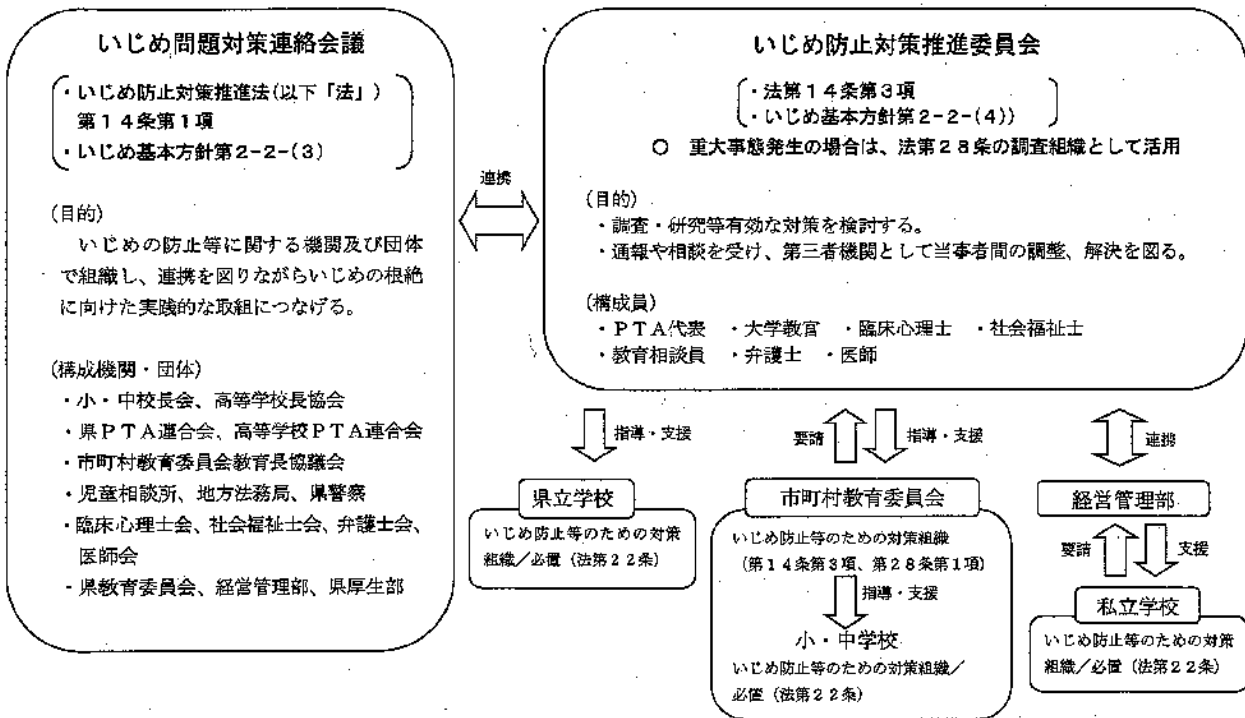 いじめ問題対策連絡会議
・いじめ防止対策推進法(以下「法」)
第14条第1項
・いじめ基本方針第2-2-(3)
(目的)
いじめの防止等に関する機関及び団体
で組織し、連携を図りながらいじめの根絶
に向けた実践的な取組につなげる。
(構成機関・団体)
・小・中校長会、高等学校長協会
・県PTA連合会、高等学校PTA連合会
・市町村教育委員会教育長協議会
・児童相談所、地方法務局、県警察
・臨床心理士会、社会福祉士会、弁護士会、
医師会
・県教育委員会、経営管理部、県厚生部
連携
いじめ防止対策推進委員会
・法第14条第3項
・いじめ基本方針第2-2-(4))
○ 重大事態発生の場合は、法第28条の調査組織として活用
(目的)
・調査・研究等有効な対策を検討する。
・通報や相談を受け、第三者機関として当事者間の調整、解決を図る。
(構成員)
・PTA代表 ・大学教官 ・臨床心理士 ・社会福祉士
・教育相談員 ・弁護士 ・医師
指導・支援
県立学校
いじめ防止等のための対策
組織/必置(法第22条)
要請
指導・支援
市町村教育委員会
いじめ防止等のための対策組織
(第14条第3項、第28条第1項)
指導・支援
小・中学校
いじめ防止等のための対策組織/
必置(法第22条)
連携
経営管理部
要請
支援
私立学校
いじめ防止等のための対策
組織/必置(法第22条)